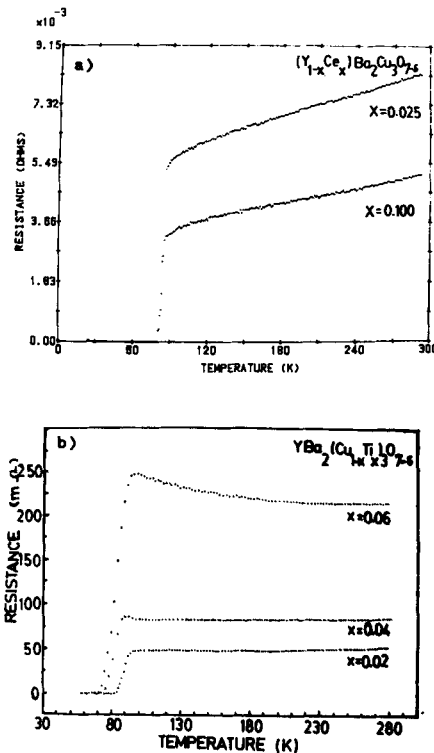 ×10⁻³
a)
(Y₁₋ₓCeₓ)Ba₂Cu₃O₇₋δ
9.15
7.32
5.49
3.66
1.83
0.00
RESISTANCE (OHMS)
X=0.025
X=0.100
0 60 120 180 240 300
TEMPERATURE (K)
b)
YBa₂(Cu₁₋ₓTiₓ)₃O₇₋δ
250
200
150
100
50
0
RESISTANCE (m-Ω)
x=0.06
x=0.04
x=0.02
30 80 130 180 230 280
TEMPERATURE (K)